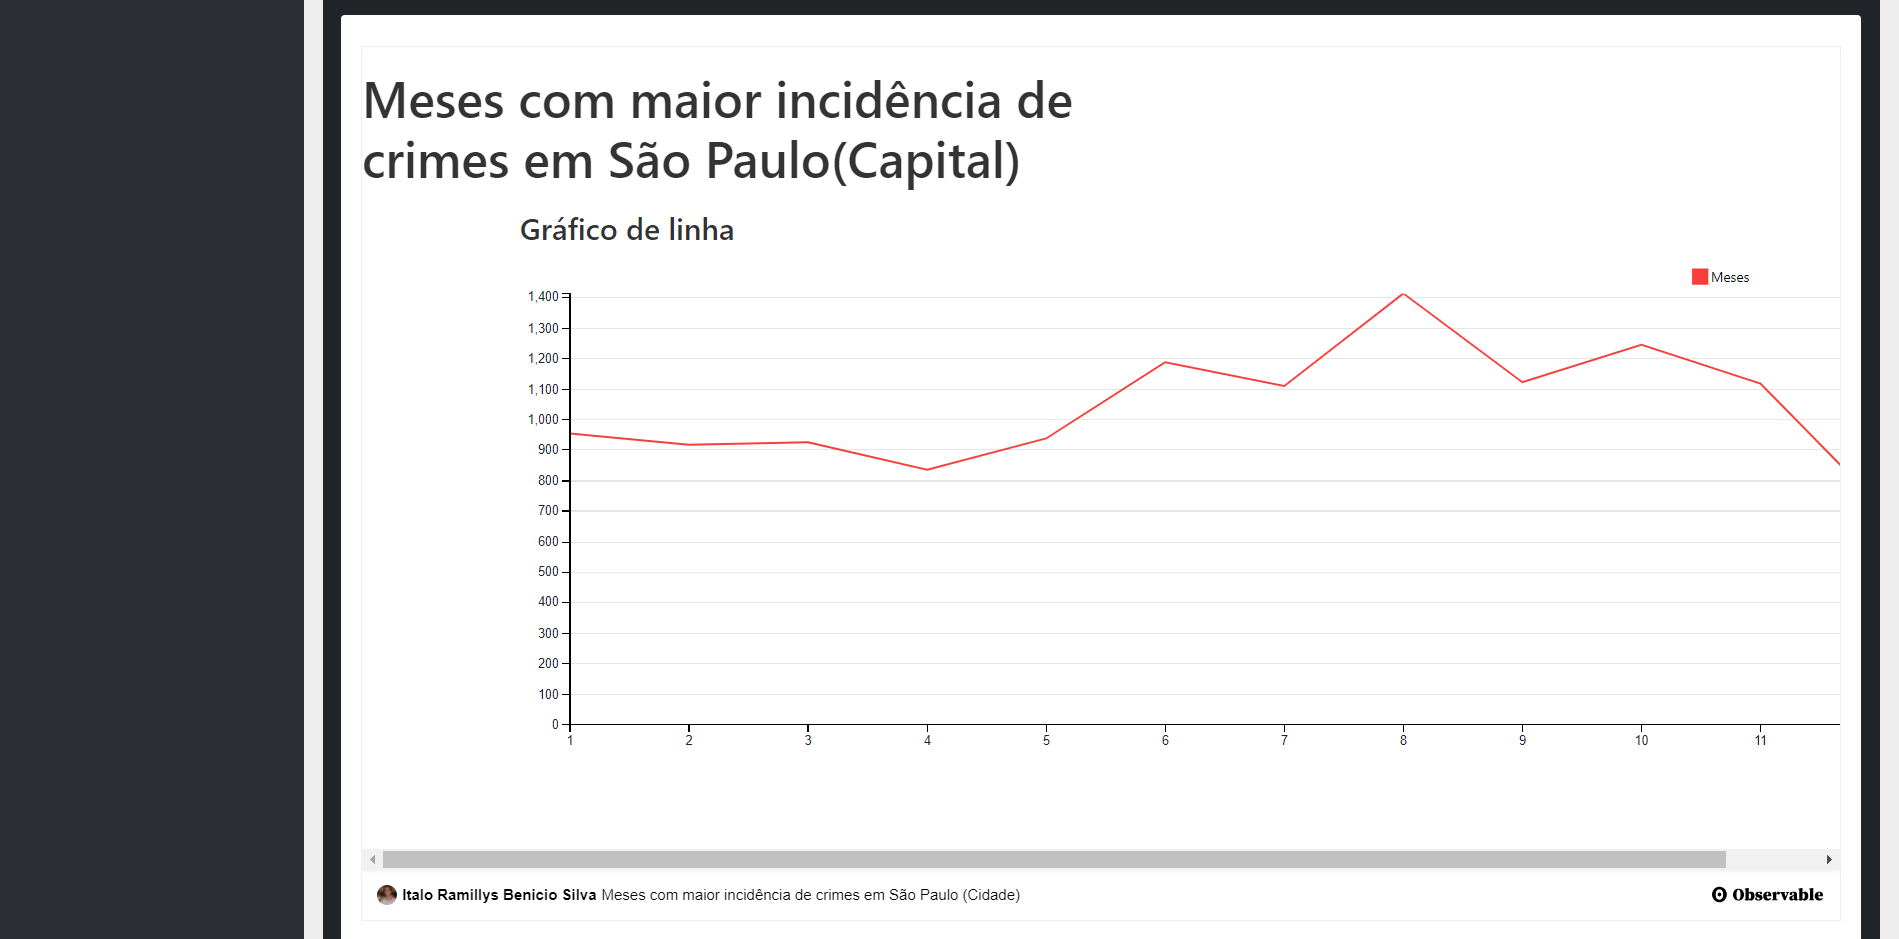 Meses com maior incidência de
crimes em São Paulo(Capital)
Gráfico de linha
Meses
1,400
1,300
1,200
1,100
1,000
900
800
700
600
500
400
300
200
100
0
1 2 3 4 5 6 7 8 9 10 11
Italo Ramillys Benicio Silva Meses com maior incidência de crimes em São Paulo (Cidade)
Observable